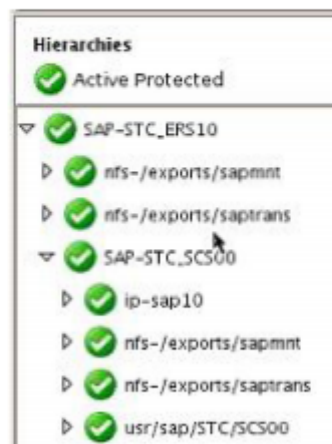 Hierarchies
Active Protected
SAP-STC_ERS10
nfs-/exports/sapmnt
nfs-/exports/saptrans
SAP-STC_SCS00
ip-sap10
nfs-/exports/sapmnt
nfs-/exports/saptrans
usr/sap/STC/SCS00